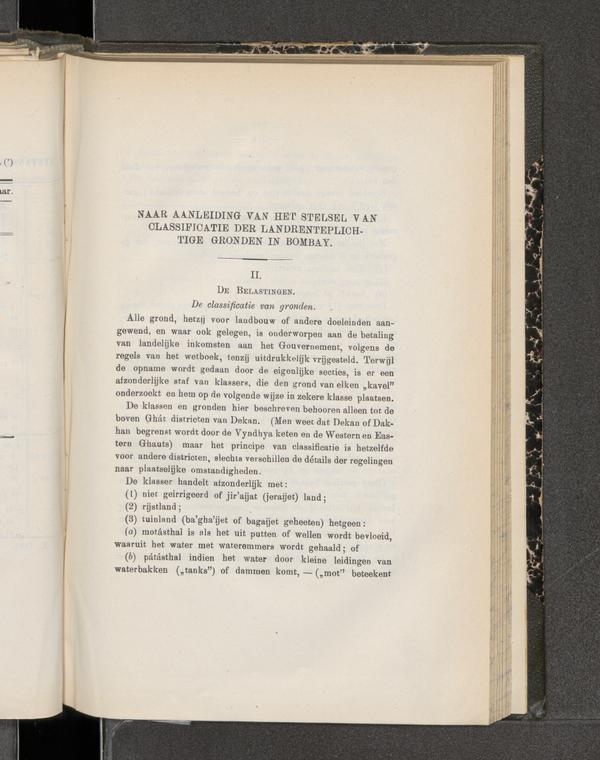 (¹)
aar.
NAAR AANLEIDING VAN HET STELSEL VAN
CLASSIFICATIE DER LANDRENTEPLICH-
TIGE GRONDEN IN BOMBAY.
II.
De Belastingen.
De classificatie van gronden.
Alle grond, hetzij voor landbouw of andere doeleinden aan-
gewend, en waar ook gelegen, is onderworpen aan de betaling
van landelijke inkomsten aan het Gouvernement, volgens de
regels van het wetboek, tenzij uitdrukkelijk vrijgesteld. Terwijl
de opname wordt gedaan door de eigenlijke secties, is er een
afzonderlijke staf van klassers, die den grond van elken „kavel”
onderzoekt en hem op de volgende wijze in zekere klasse plaatsen.
De klassen en gronden hier beschreven behooren alleen tot de
boven Ghát districten van Dekan. (Men weet dat Dekan of Dak-
han begrenst wordt door de Vyndhya keten en de Western en Eas-
tern Ghauts) maar het principe van classificatie is hetzelfde
voor andere districten, slechts verschillen de détails der regelingen
naar plaatselijke omstandigheden.
De klasser handelt afzonderlijk met:
(1) niet geirrigeerd of jir'aijat (jeraijet) land;
(2) rijstland;
(3) tuinland (ba'gha'ijet of bagaijet geheeten) hetgeen:
(a) motásthal is als het uit putten of wellen wordt bevloeid,
waaruit het water met wateremmers wordt gehaald; of
(b) pátásthal indien het water door kleine leidingen van
waterbakken („tanks”) of dammen komt, — („mot” beteekent